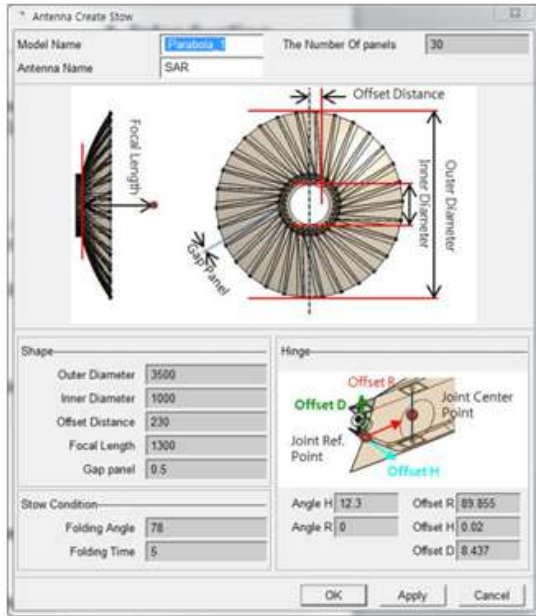 Antenna Create Stow
Model Name Parabola_1 The Number Of panels 30
Antenna Name SAR
Offset Distance
Focal Length
Inner Diameter
Outer Diameter
Gap Panel
Shape
Outer Diameter 3500
Inner Diameter 1000
Offset Distance 230
Focal Length 1300
Gap panel 0.5
Stow Condition
Folding Angle 78
Folding Time 5
Hinge
Offset R
Offset D
Joint Center
Point
Joint Ref.
Point
Offset H
Angle H 12.3 Offset R 89.855
Angle R 0 Offset H 0.02
Offset D 8.437
OK Apply Cancel